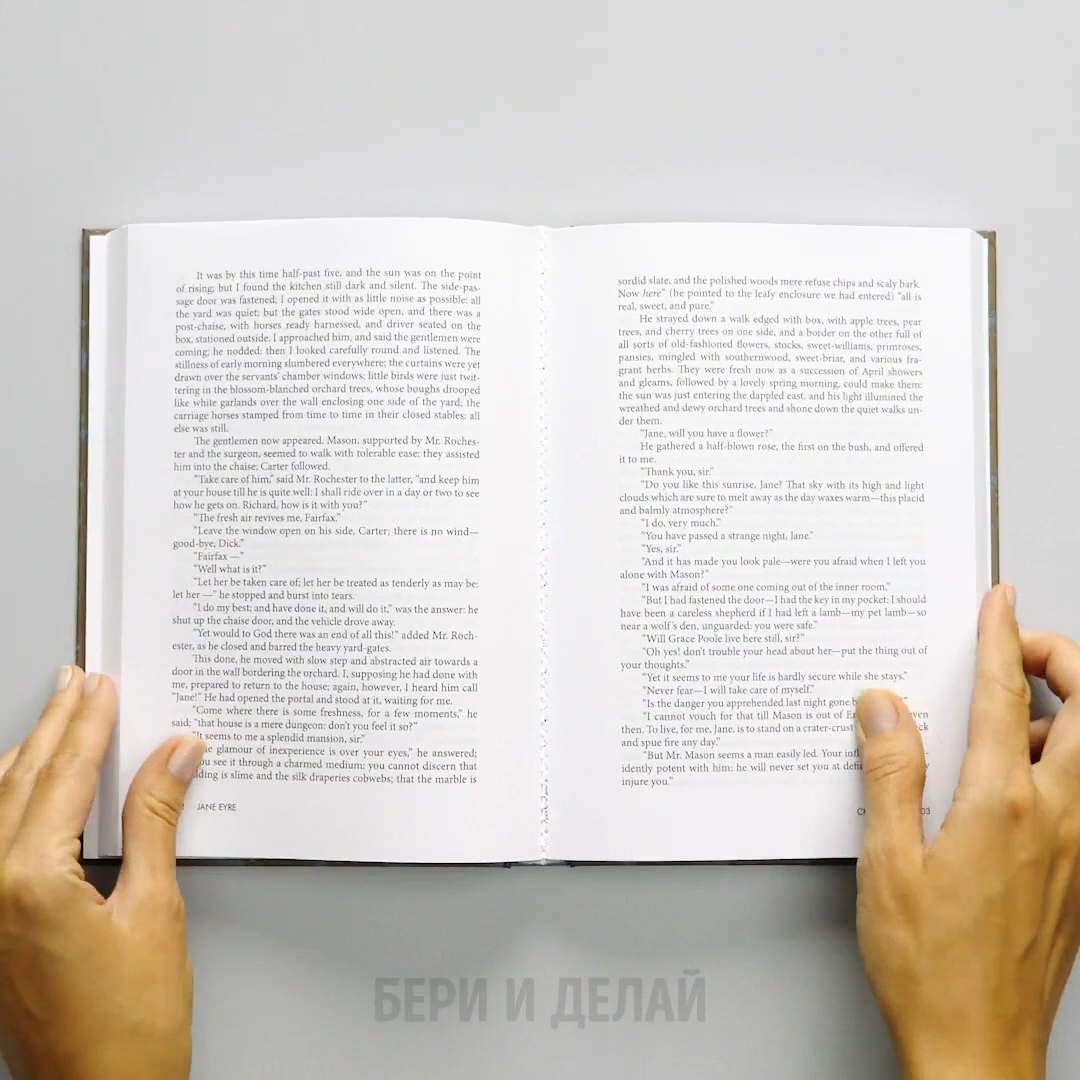 It was by this time half-past five, and the sun was on the point
of rising; but I found the kitchen still dark and silent. The side-pas-
sage door was fastened; I opened it with as little noise as possible: all
the yard was quiet; but the gates stood wide open, and there was a
post-chaise, with horses ready harnessed, and driver seated on the
box, stationed outside. I approached him, and said the gentlemen were
coming; he nodded: then I looked carefully round and listened. The
stillness of early morning slumbered everywhere; the curtains were yet
drawn over the servants' chamber windows; little birds were just twit-
tering in the blossom-blanched orchard trees, whose boughs drooped
like white garlands over the wall enclosing one side of the yard; the
carriage horses stamped from time to time in their closed stables: all
else was still.
The gentlemen now appeared. Mason, supported by Mr. Roches-
ter and the surgeon, seemed to walk with tolerable ease: they assisted
him into the chaise; Carter followed.
"Take care of him," said Mr. Rochester to the latter, "and keep him
at your house till he is quite well: I shall ride over in a day or two to see
how he gets on. Richard, how is it with you?"
"The fresh air revives me, Fairfax."
"Leave the window open on his side, Carter; there is no wind—
good-bye, Dick."
"Fairfax —"
"Well what is it?"
"Let her be taken care of; let her be treated as tenderly as may be:
let her —" he stopped and burst into tears.
"I do my best; and have done it, and will do it," was the answer: he
shut up the chaise door, and the vehicle drove away.
"Yet would to God there was an end of all this!" added Mr. Roch-
ester, as he closed and barred the heavy yard-gates.
This done, he moved with slow step and abstracted air towards a
door in the wall bordering the orchard. I, supposing he had done with
me, prepared to return to the house; again, however, I heard him call
"Jane!" He had opened the portal and stood at it, waiting for me.
"Come where there is some freshness, for a few moments," he
said; "that house is a mere dungeon: don't you feel it so?"
"It seems to me a splendid mansion, sir."
glamour of inexperience is over your eyes," he answered;
see it through a charmed medium: you cannot discern that
is slime and the silk draperies cobwebs; that the marble is
JANE EYRE
sordid slate, and the polished woods mere refuse chips and scaly bark.
Now here" (he pointed to the leafy enclosure we had entered) "all is
real, sweet, and pure."
He strayed down a walk edged with box, with apple trees, pear
trees, and cherry trees on one side, and a border on the other full of
all sorts of old-fashioned flowers, stocks, sweet-williams, primroses,
pansies, mingled with southernwood, sweet-briar, and various fra-
grant herbs. They were fresh now as a succession of April showers
and gleams, followed by a lovely spring morning, could make them:
the sun was just entering the dappled east, and his light illumined the
wreathed and dewy orchard trees and shone down the quiet walks un-
der them.
"Jane, will you have a flower?"
He gathered a half-blown rose, the first on the bush, and offered
it to me.
"Thank you, sir."
"Do you like this sunrise, Jane? That sky with its high and light
clouds which are sure to melt away as the day waxes warm—this placid
and balmly atmosphere?"
"I do, very much."
"You have passed a strange night, Jane."
"Yes, sir."
"And it has made you look pale—were you afraid when I left you
alone with Mason?"
"I was afraid of some one coming out of the inner room."
"But I had fastened the door—I had the key in my pocket: I should
have been a careless shepherd if I had left a lamb—my pet lamb—so
near a wolf's den, unguarded: you were safe."
"Will Grace Poole live here still, sir?"
"Oh yes! don't trouble your head about her—put the thing out of
your thoughts."
"Yet it seems to me your life is hardly secure while she stays."
"Never fear—I will take care of myself."
"Is the danger you apprehended last night gone
"I cannot vouch for that till Mason is out of
then. To live, for me, Jane, is to stand on a crater-crust
and spue fire any day."
"But Mr. Mason seems a man easily led. Your
idently potent with him: he will never set you at
injure you."
БЕРИ И ДЕЛАЙ